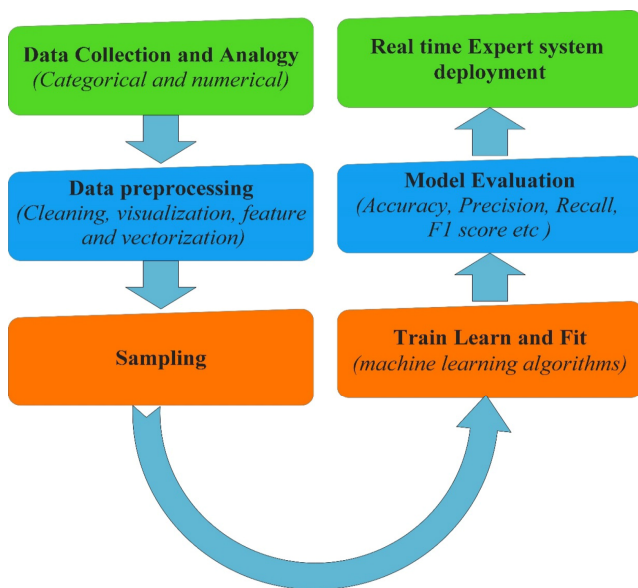 Data Collection and Analogy
(Categorical and numerical)
Data preprocessing
(Cleaning, visualization, feature
and vectorization)
Sampling
Real time Expert system
deployment
Model Evaluation
(Accuracy, Precision, Recall,
F1 score etc )
Train Learn and Fit
(machine learning algorithms)